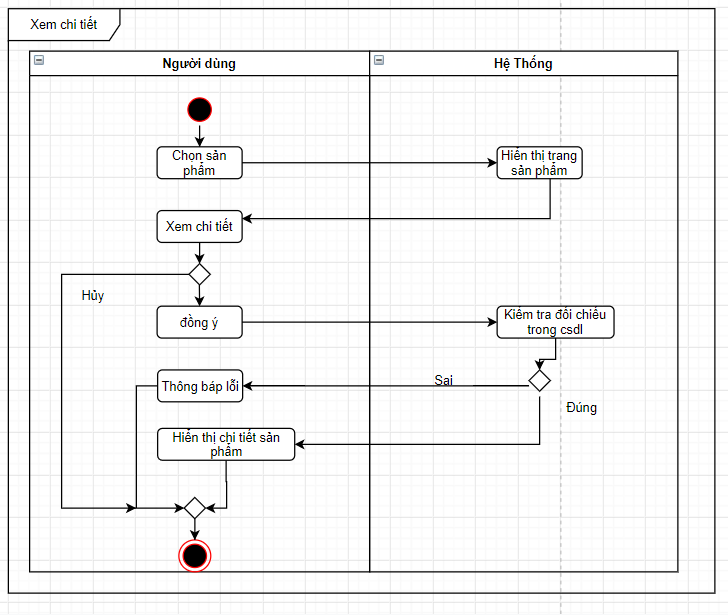 Xem chi tiết
Người dùng
Hệ Thống
Chọn sản
phẩm
Hiển thị trang
sản phẩm
Xem chi tiết
Hủy
đồng ý
Kiểm tra đối chiếu
trong csdl
Thông báp lỗi
Sai
Đúng
Hiển thị chi tiết sản
phẩm